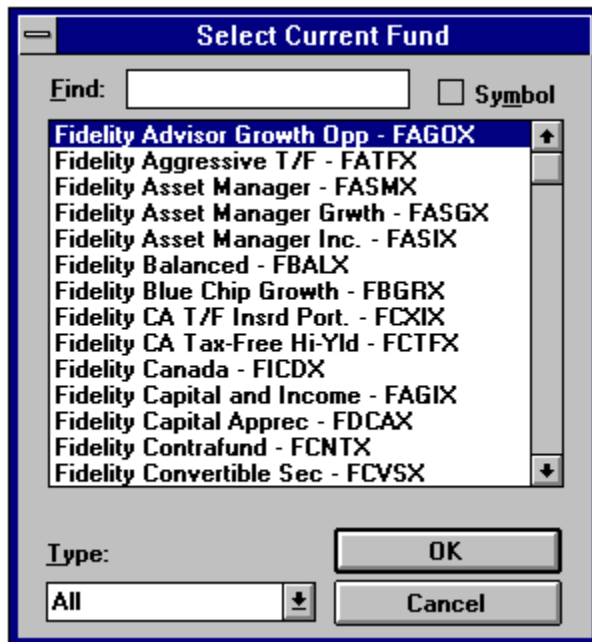 Select Current Fund
Find:
Symbol
Fidelity Advisor Growth Opp - FAGOX
Fidelity Aggressive T/F - FATFX
Fidelity Asset Manager - FASMX
Fidelity Asset Manager Grwth - FASGX
Fidelity Asset Manager Inc. - FASIX
Fidelity Balanced - FBALX
Fidelity Blue Chip Growth - FBGRX
Fidelity CA T/F Insrd Port. - FCXIX
Fidelity CA Tax-Free Hi-Yld - FCTFX
Fidelity Canada - FICDX
Fidelity Capital and Income - FAGIX
Fidelity Capital Apprec - FDCAX
Fidelity Contrafund - FCNTX
Fidelity Convertible Sec - FCVSX
Type:
OK
All
Cancel